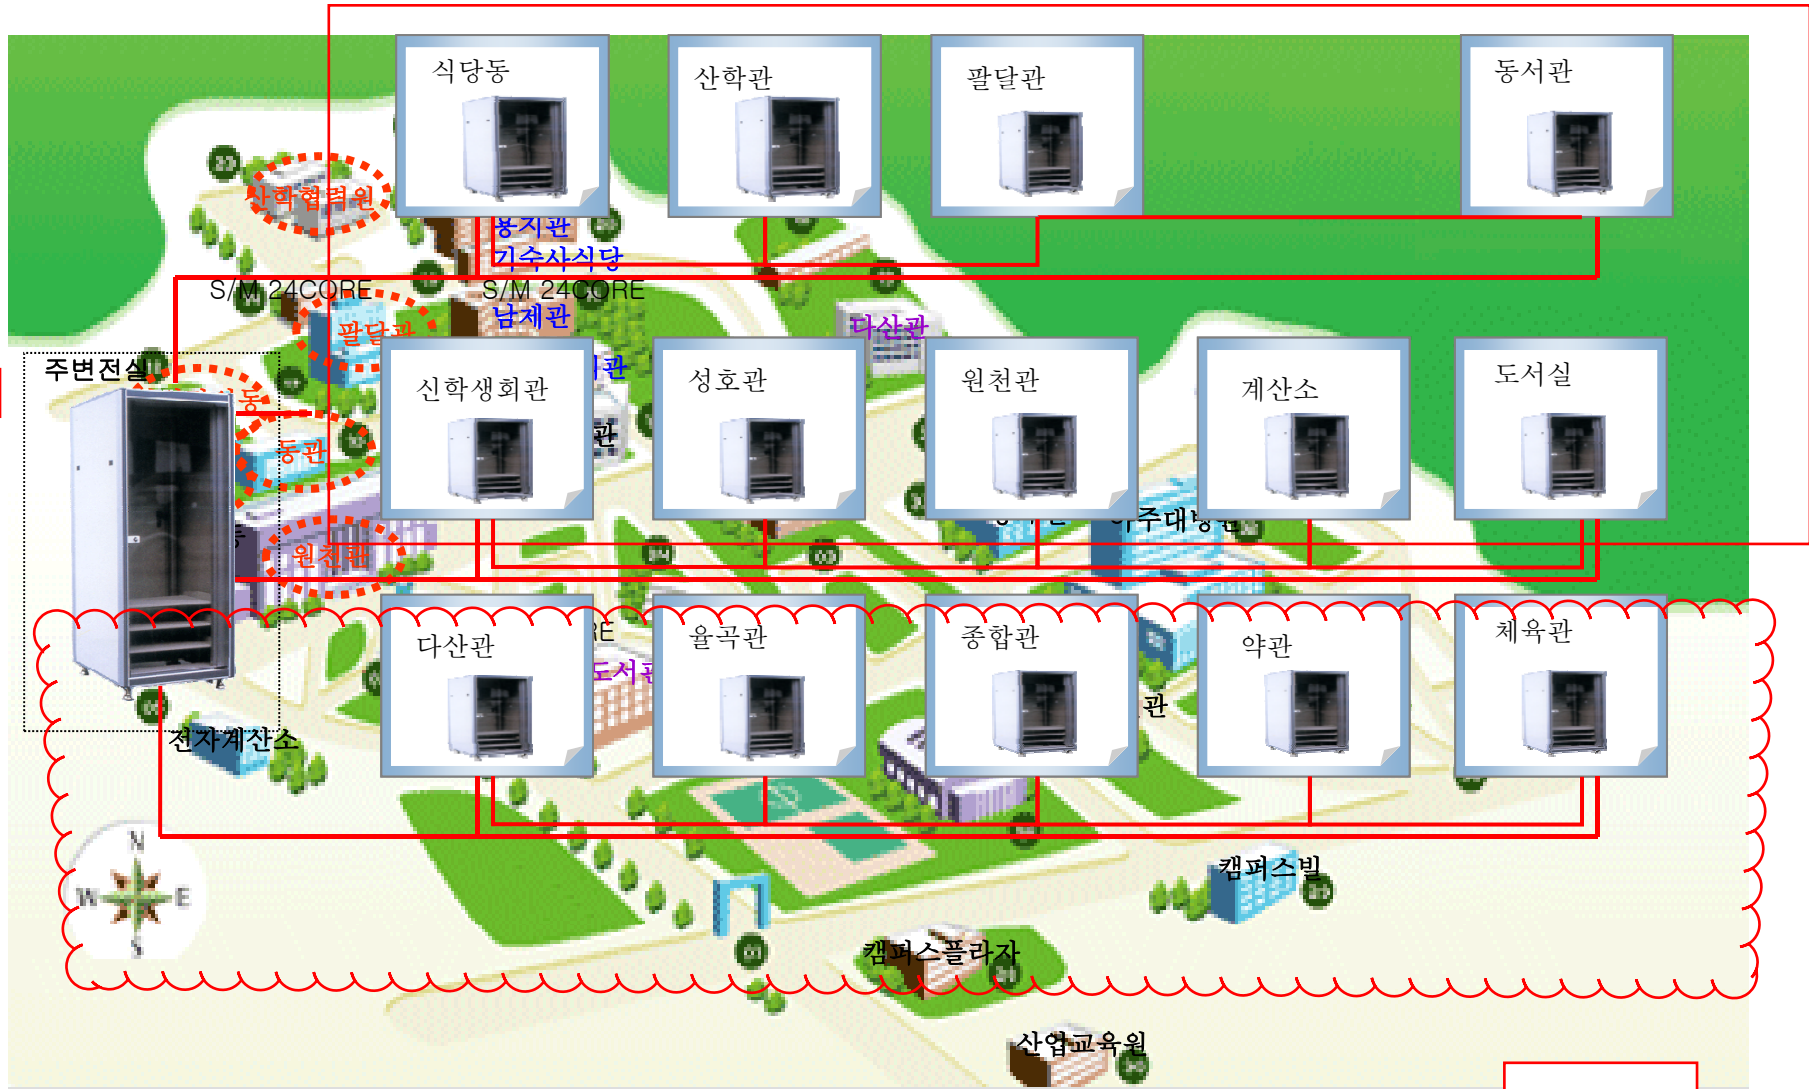 식당동
산학관
팔달관
동서관
산학협력원
용지관
기숙사식당
S/M 24CORE
S/M 24CORE
남제관
팔달관
다산관
주변전실
신학생회관
성호관
원천관
계산소
도서실
동관
원천관
아주대병원
다산관
율곡관
종합관
약관
체육관
도서관
전자계산소
N
W
E
S
캠퍼스빌
캠퍼스플라자
산업교육원